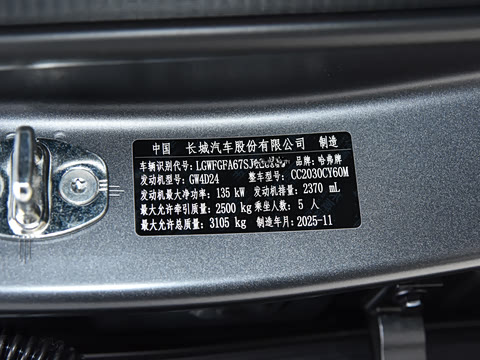 中国 长城汽车股份有限公司 制造
车辆识别代号: 品牌: 哈弗牌
发动机型号: GW4D24 整车型号: CC2030CY60M
发动机最大净功率: 135 kW 发动机排量: 2370 mL
最大允许牵引质量: 2500 kg 乘坐人数: 5 人
最大允许总质量: 3105 kg 制造年月: 2025-11